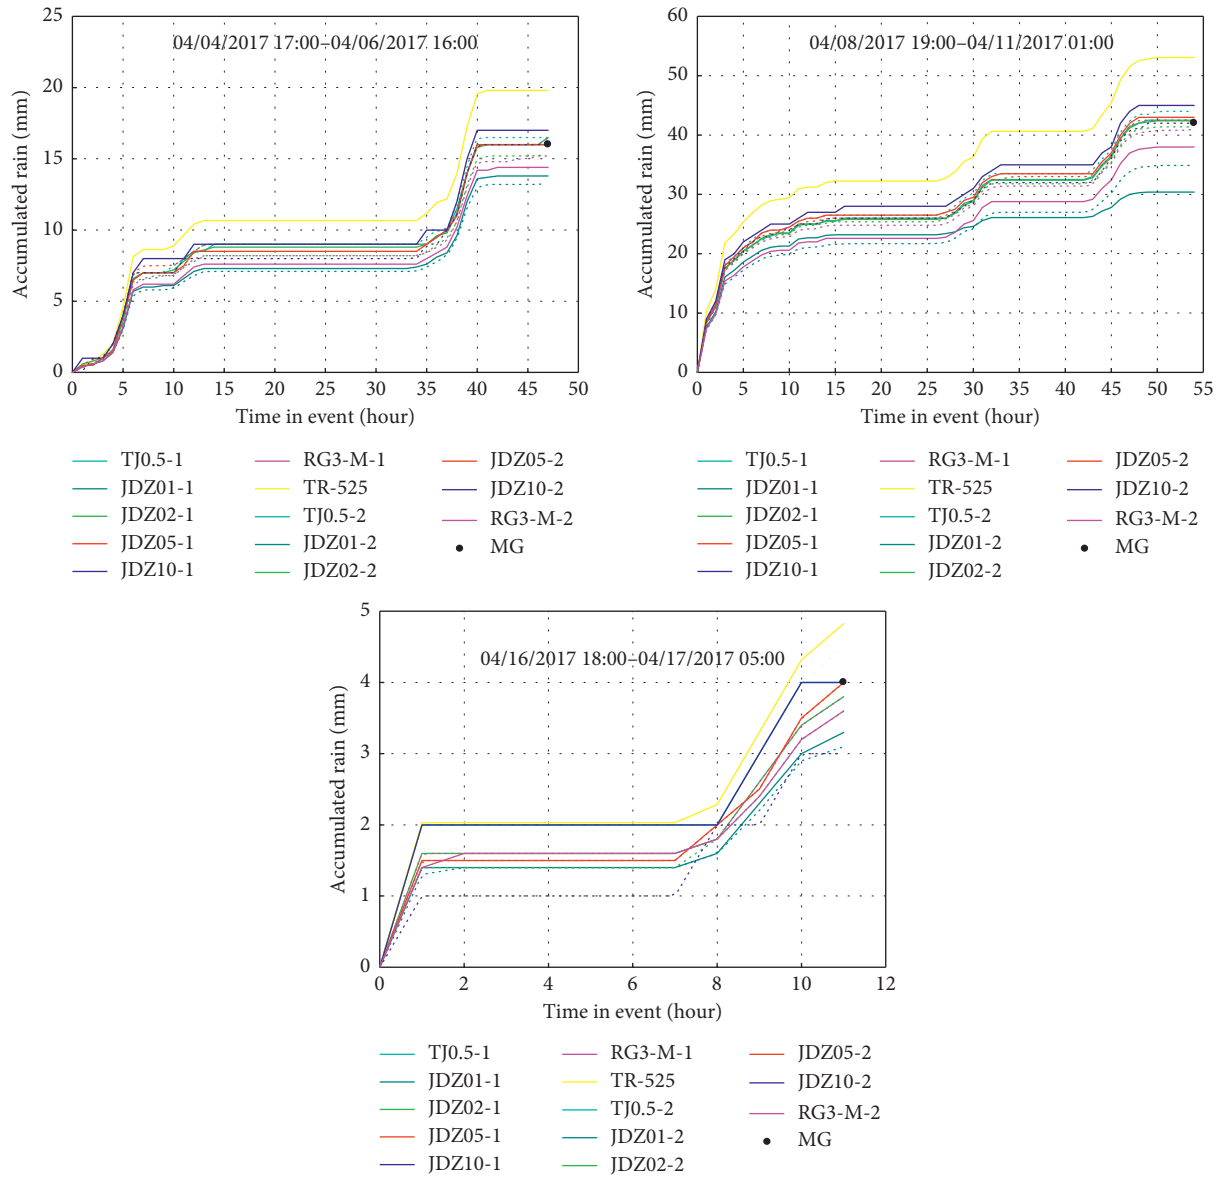 25
20
15
10
5
0
Accumulated rain (mm)
04/04/2017 17:00–04/06/2017 16:00
0 5 10 15 20 25 30 35 40 45 50
Time in event (hour)
TJ0.5-1
JDZ01-1
JDZ02-1
JDZ05-1
JDZ10-1
RG3-M-1
TR-525
TJ0.5-2
JDZ01-2
JDZ02-2
JDZ05-2
JDZ10-2
RG3-M-2
MG
60
50
40
30
20
10
0
Accumulated rain (mm)
04/08/2017 19:00–04/11/2017 01:00
0 5 10 15 20 25 30 35 40 45 50 55
Time in event (hour)
TJ0.5-1
JDZ01-1
JDZ02-1
JDZ05-1
JDZ10-1
RG3-M-1
TR-525
TJ0.5-2
JDZ01-2
JDZ02-2
JDZ05-2
JDZ10-2
RG3-M-2
MG
5
4
3
2
1
0
Accumulated rain (mm)
04/16/2017 18:00–04/17/2017 05:00
0 2 4 6 8 10 12
Time in event (hour)
TJ0.5-1
JDZ01-1
JDZ02-1
JDZ05-1
JDZ10-1
RG3-M-1
TR-525
TJ0.5-2
JDZ01-2
JDZ02-2
JDZ05-2
JDZ10-2
RG3-M-2
MG